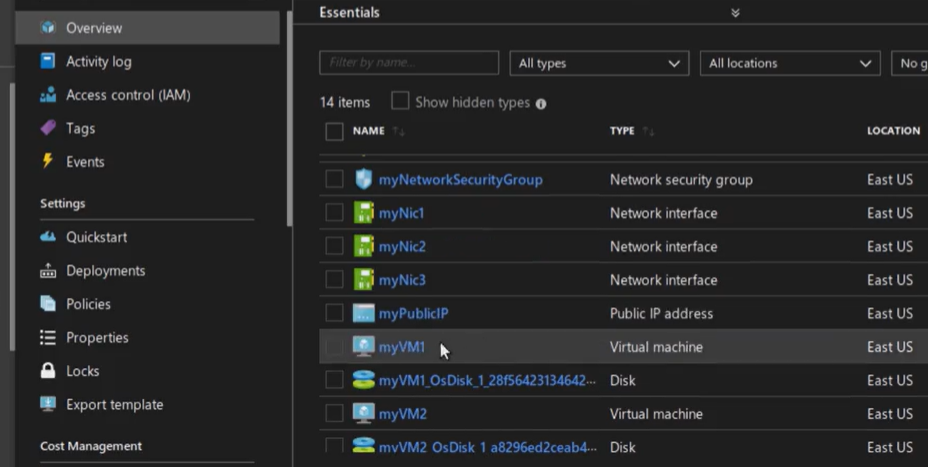 Overview
Activity log
Access control (IAM)
Tags
Events
Settings
Quickstart
Deployments
Policies
Properties
Locks
Export template
Cost Management
Essentials
Filter by name...
All types
All locations
No g
14 items
Show hidden types
NAME TYPE LOCATION
myNetworkSecurityGroup Network security group East US
myNic1 Network interface East US
myNic2 Network interface East US
myNic3 Network interface East US
myPublicIP Public IP address East US
myVM1 Virtual machine East US
myVM1_OsDisk_1_28f56423134642... Disk East US
myVM2 Virtual machine East US
myVM2_OsDisk_1_a8296ed2ceab4... Disk East US